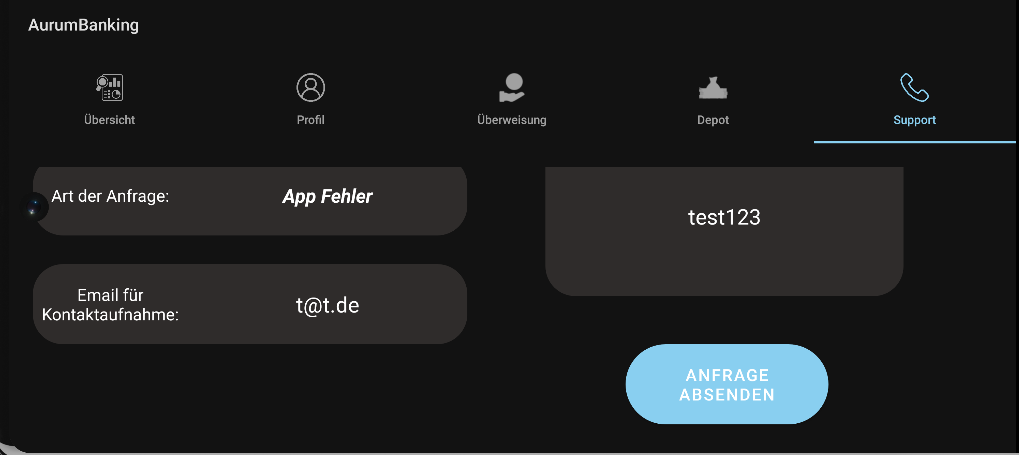 AurumBanking
Übersicht
Profil
Überweisung
Depot
Support
Art der Anfrage:
App Fehler
test123
Email für
Kontaktaufnahme:
t@t.de
ANFRAGE
ABSENDEN